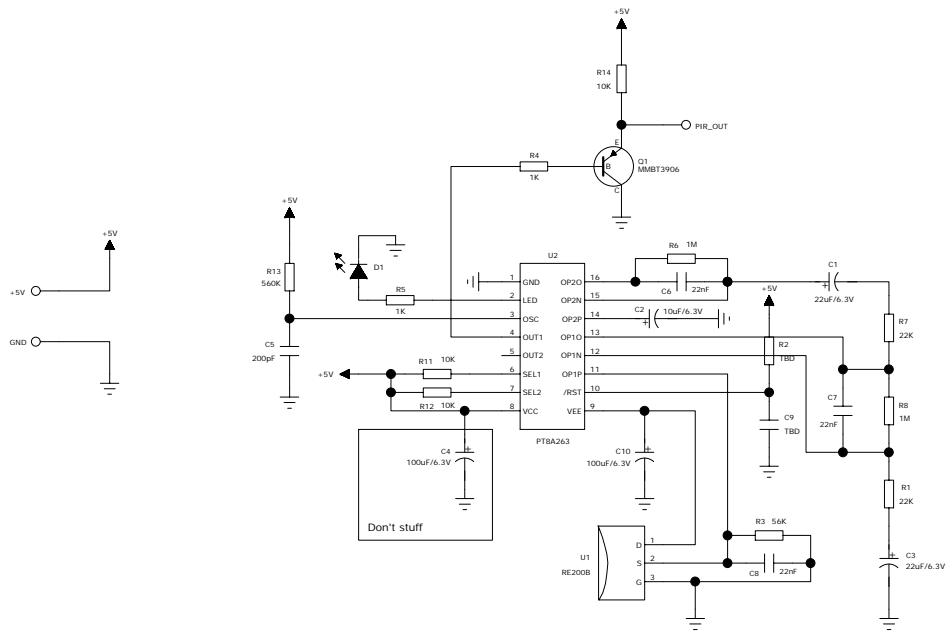 +5V
R14
10K
PIR_OUT
E
B
C
Q1
MMBT3906
R4
1K
+5V
+5V
R13
560K
C5
200pF
+5V
GND
D1
R5
1K
U2
1 GND OP2O 16
2 LED OP2N 15
3 OSC OP2P 14
4 OUT1 OP1O 13
5 OUT2 OP1N 12
6 SEL1 OP1P 11
7 SEL2 /RST 10
8 VCC VEE 9
PT8A263
R6 1M
C6 22nF
C2 10uF/6.3V
+5V
R2
TBD
C9
TBD
C1
22uF/6.3V
R7
22K
C7
22nF
R8
1M
R1
22K
C3
22uF/6.3V
+5V
R11 10K
R12 10K
C4
100uF/6.3V
Don't stuff
C10
100uF/6.3V
U1
RE200B
D 1
S 2
G 3
R3 56K
C8 22nF